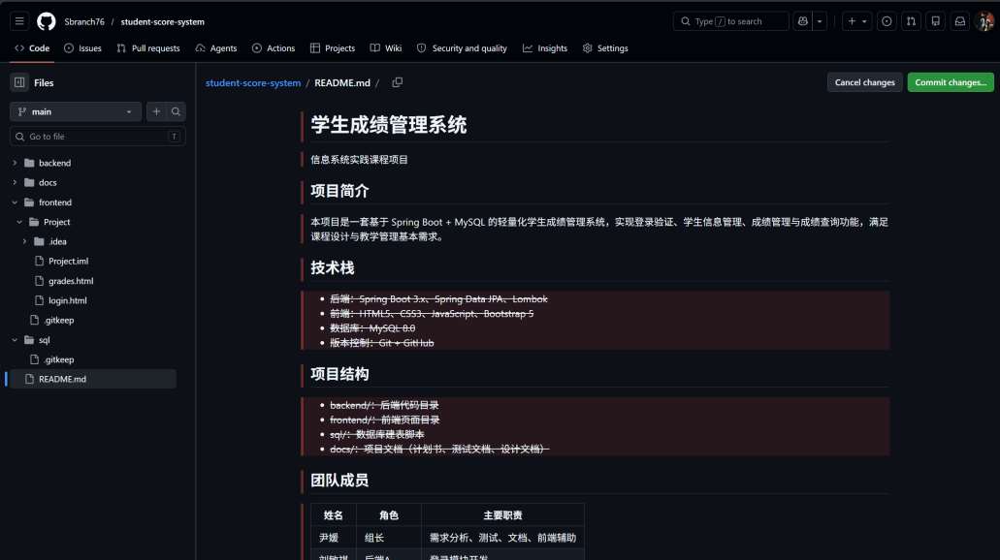 Sbranch76 / student-score-system
Type / to search
Code
Issues
Pull requests
Agents
Actions
Projects
Wiki
Security and quality
Insights
Settings
Files
main
Go to file
T
backend
docs
frontend
Project
.idea
Project.iml
grades.html
login.html
.gitkeep
sql
.gitkeep
README.md
student-score-system / README.md /
Cancel changes
Commit changes...
学生成绩管理系统
信息系统实践课程项目
项目简介
本项目是一套基于 Spring Boot + MySQL 的轻量化学生成绩管理系统，实现登录验证、学生信息管理、成绩管理与成绩查询功能，满足
课程设计与教学管理基本需求。
技术栈
后端：Spring Boot 3.x、Spring Data JPA、Lombok
前端：HTML5、CSS3、JavaScript、Bootstrap 5
数据库：MySQL 8.0
版本控制：Git + GitHub
项目结构
backend/：后端代码目录
frontend/：前端页面目录
sql/：数据库建表脚本
docs/：项目文档（计划书、测试文档、设计文档）
团队成员
姓名 角色 主要职责
尹媛 组长 需求分析、测试、文档、前端辅助
后端A 登录模块开发